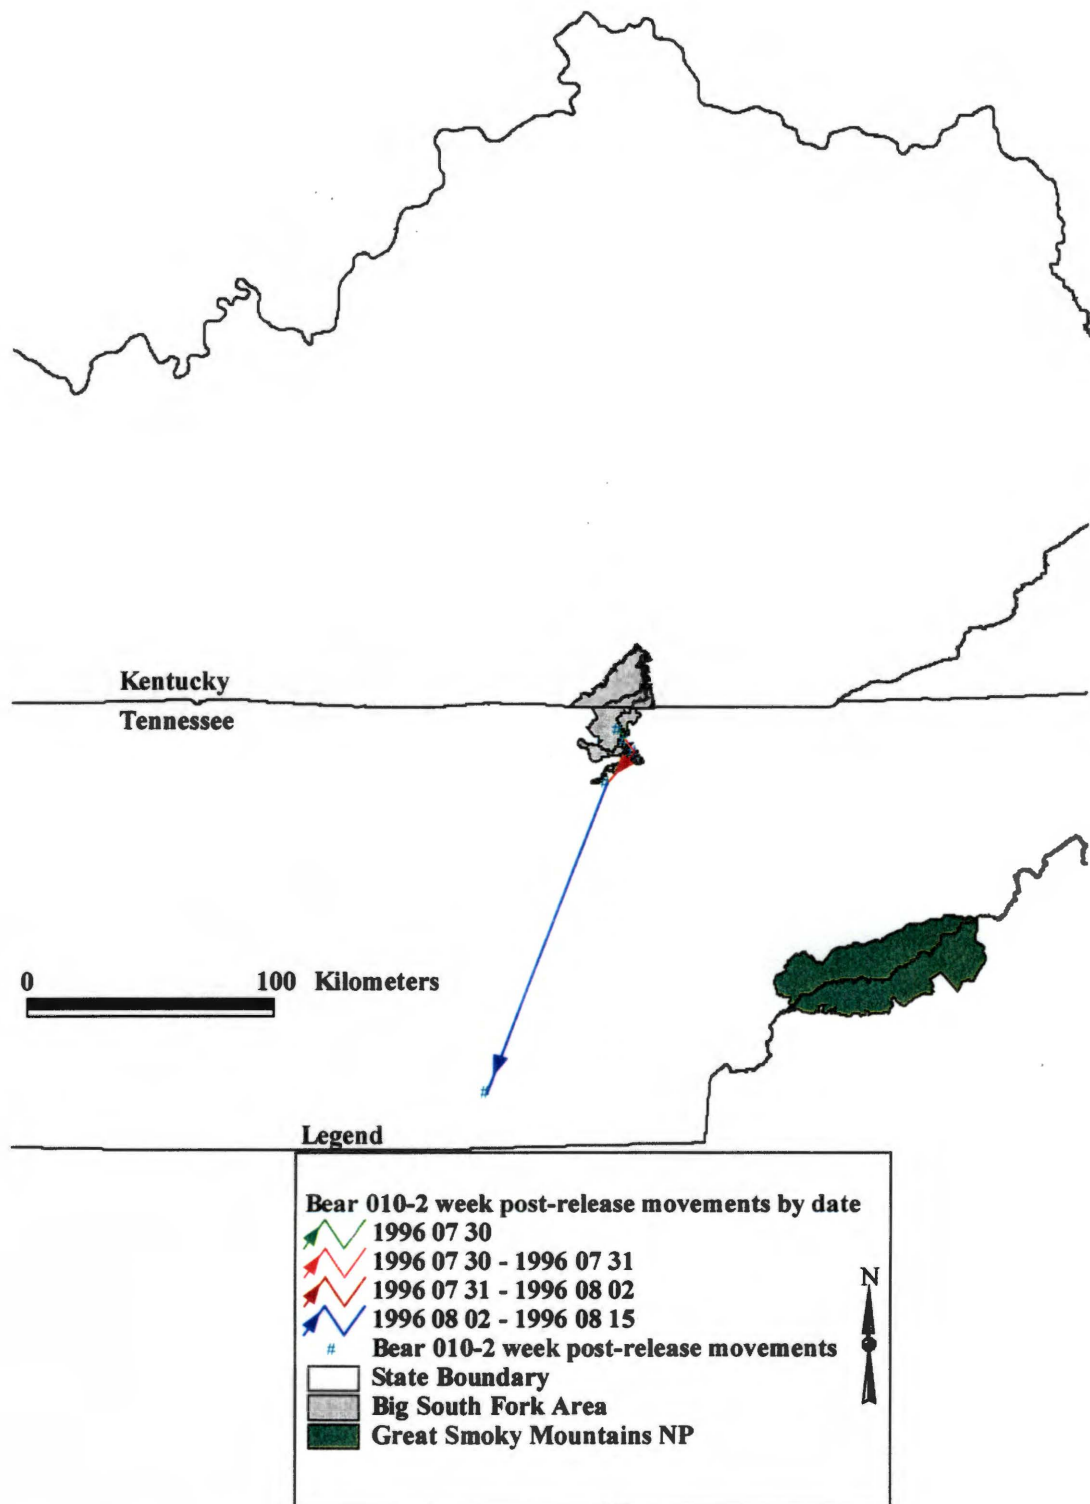 Kentucky
Tennessee
0 100 Kilometers
Legend
Bear 010-2 week post-release movements by date
1996 07 30
1996 07 30 - 1996 07 31
1996 07 31 - 1996 08 02
1996 08 02 - 1996 08 15
# Bear 010-2 week post-release movements
State Boundary
Big South Fork Area
Great Smoky Mountains NP
N